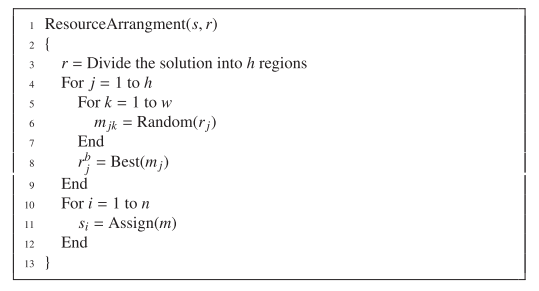 1 ResourceArrangment(s, r)
2 {
3 r = Divide the solution into h regions
4 For j = 1 to h
5 For k = 1 to w
6 m_{jk} = Random(r_j)
7 End
8 r_j^b = Best(m_j)
9 End
10 For i = 1 to n
11 s_i = Assign(m)
12 End
13 }